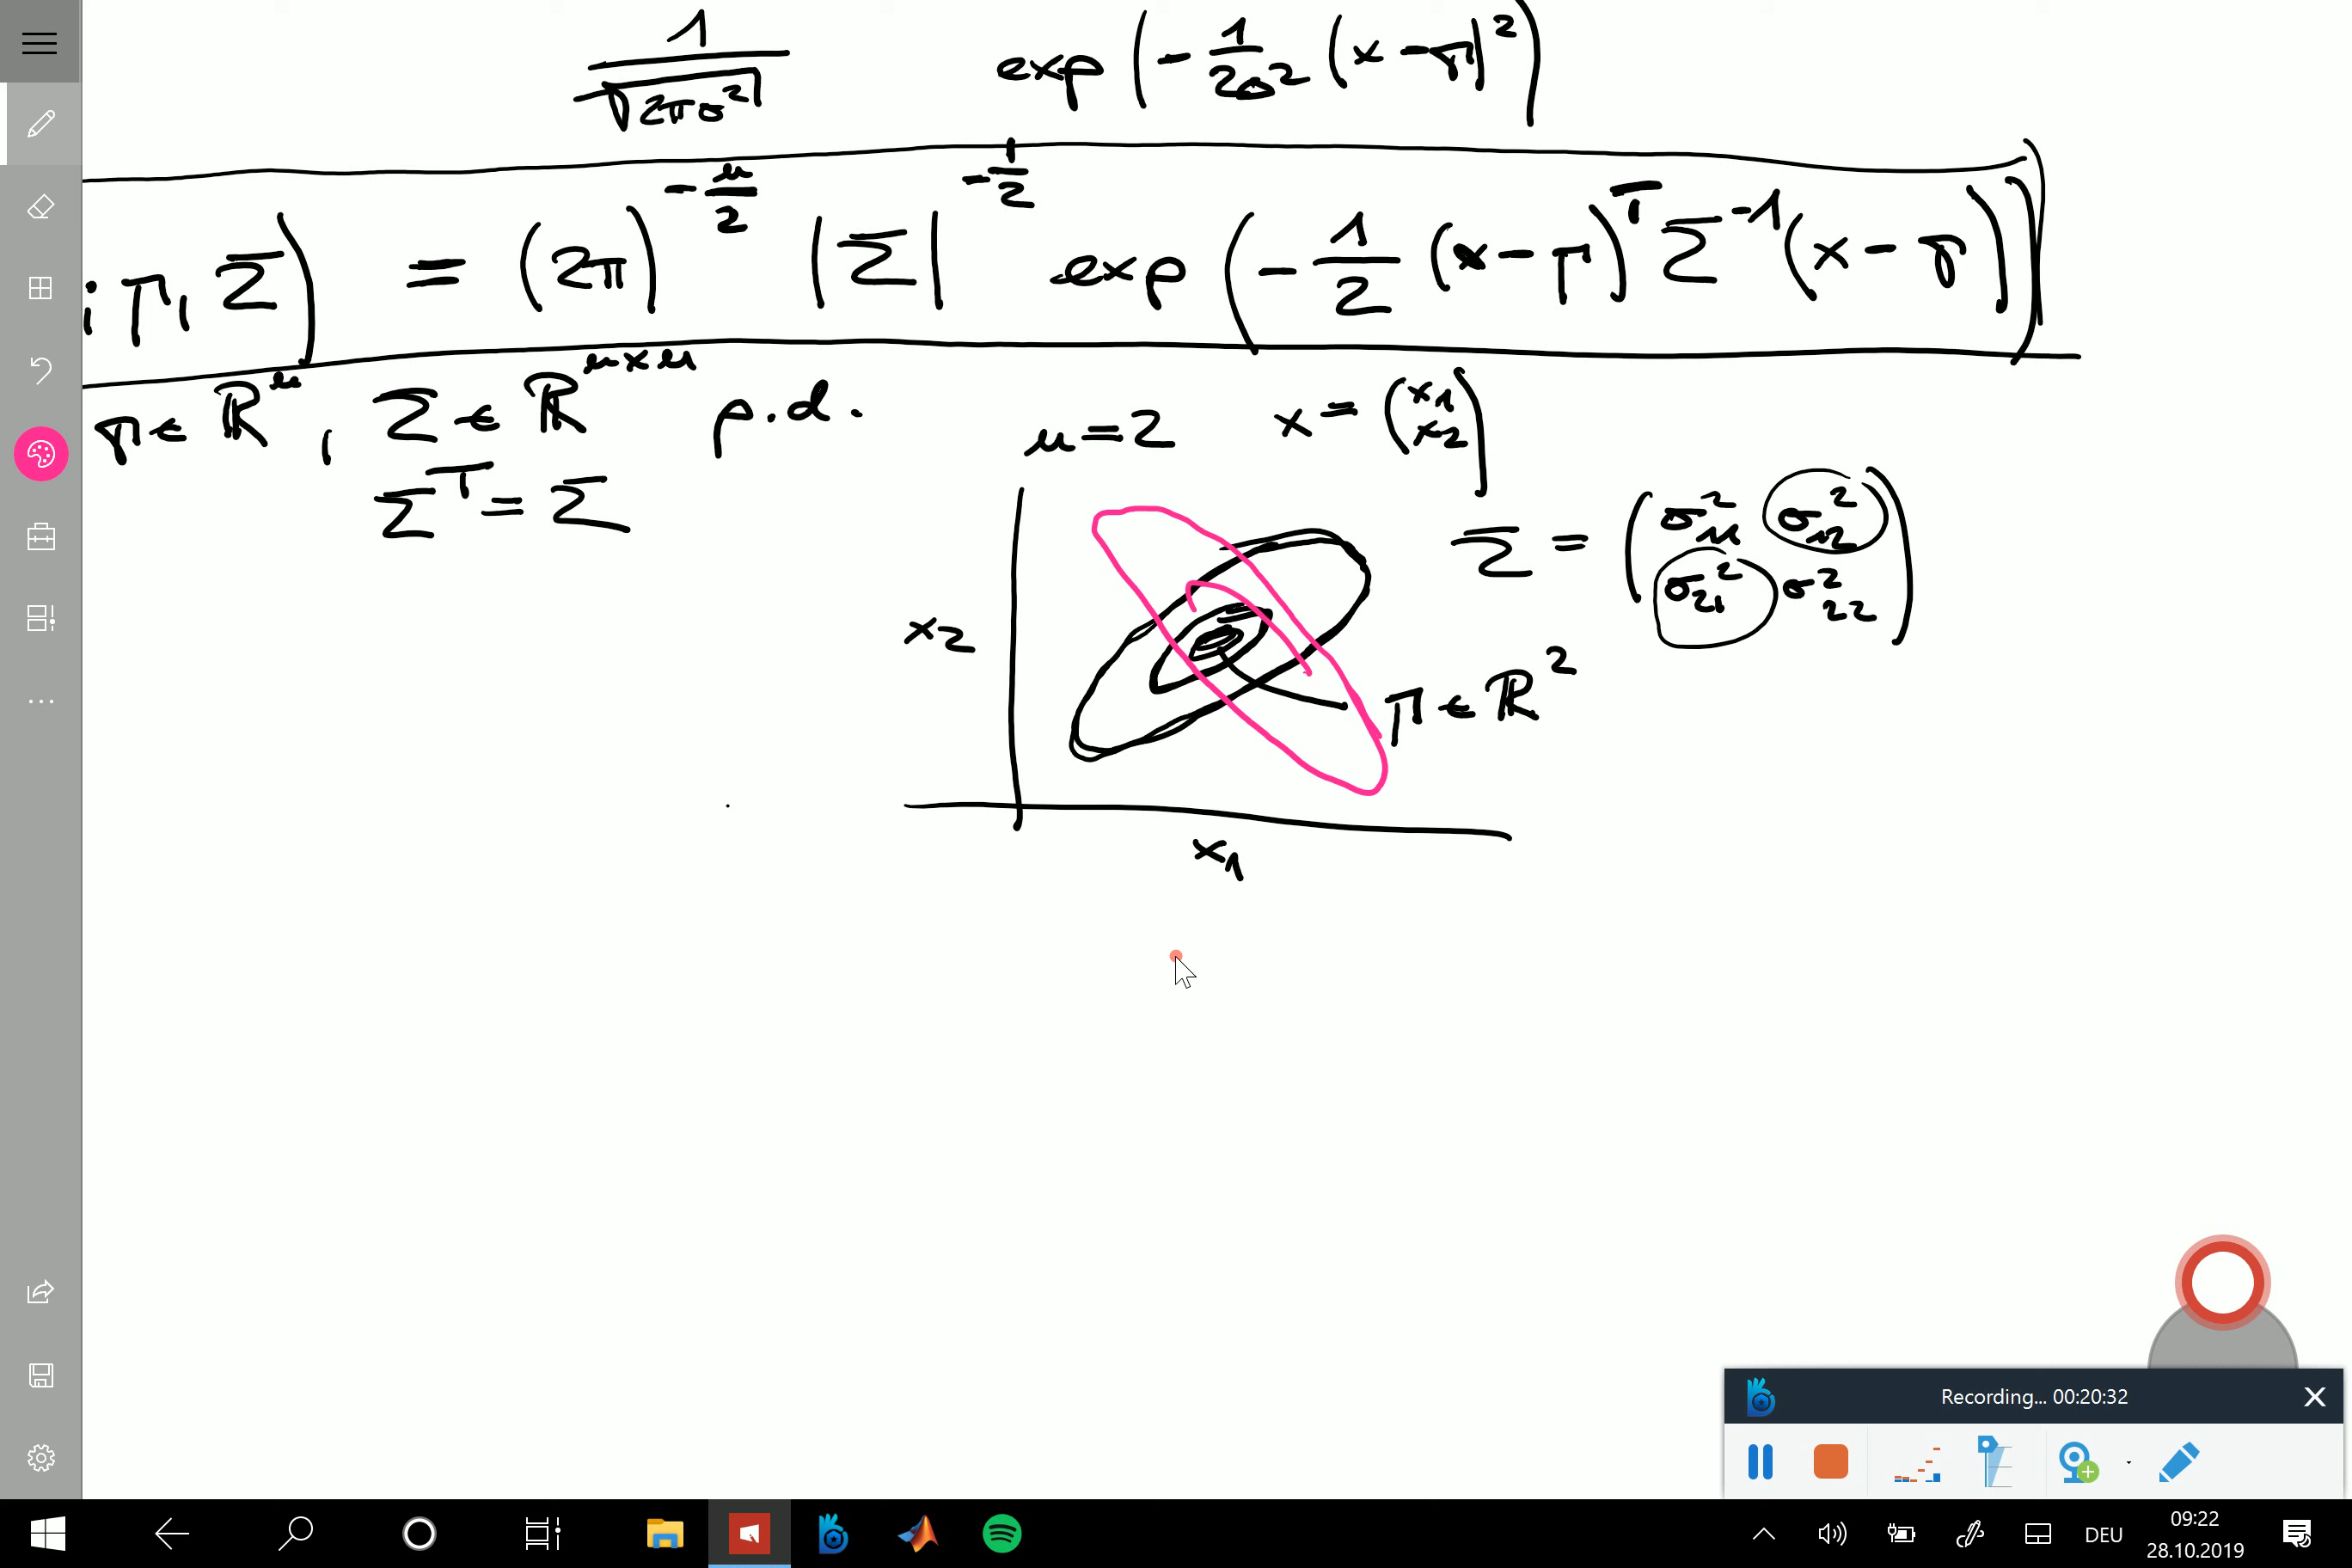 1/√(2πσ²) exp(-1/(2σ²) (x-μ)²)
; μ, Σ) = (2π)^(-n/2) |Σ|^(-1/2) exp(-1/2 (x-μ)^T Σ^(-1) (x-μ))
μ ∈ ℝ^n, Σ ∈ ℝ^(n×n) p.d.
Σ^T = Σ
n=2 x = (x₁ x₂)
Σ = (σ²₁₁ σ²₁₂ σ²₂₁ σ²₂₂)
x₂
μ ∈ ℝ²
x₁
Recording... 00:20:32
DEU
09:22
28.10.2019